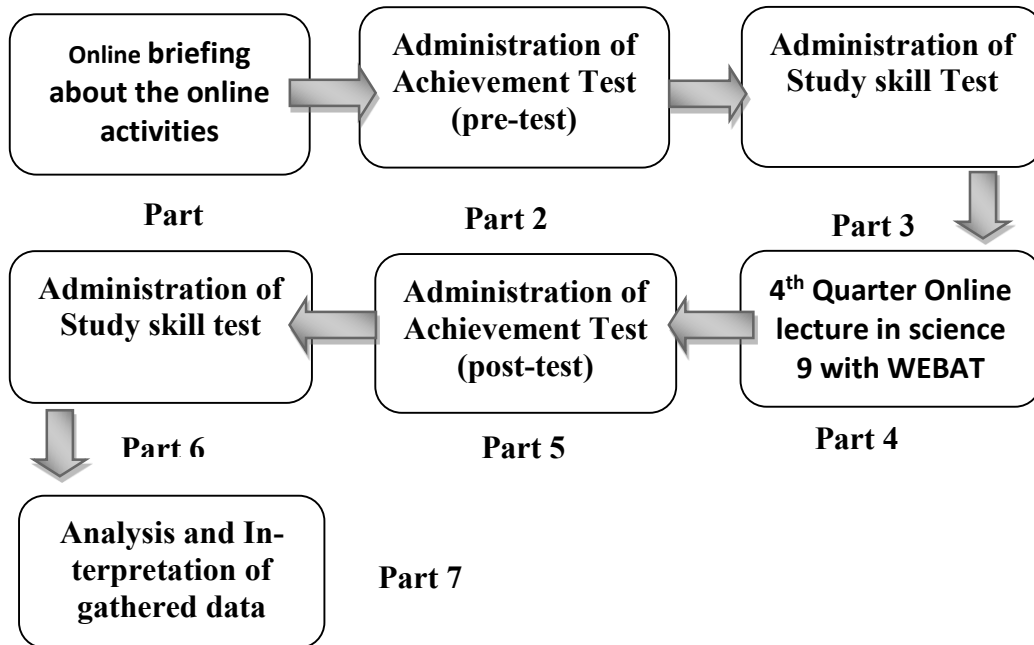 Online briefing
about the online
activities
Administration of
Achievement Test
(pre-test)
Administration of
Study skill Test
Part
Part 2
Part 3
4th Quarter Online
lecture in science
9 with WEBAT
Administration of
Achievement Test
(post-test)
Administration of
Study skill test
Part 4
Part 5
Part 6
Analysis and In-
terpretation of
gathered data
Part 7